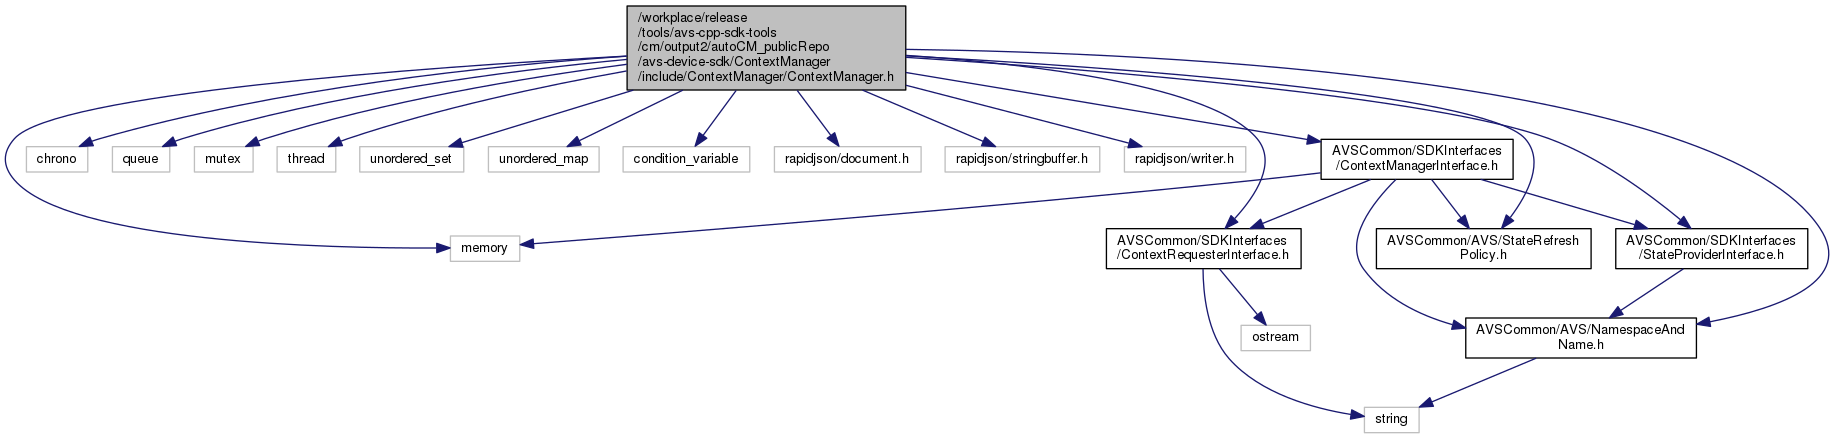 /workplace/release
/tools/avs-cpp-sdk-tools
/cm/output2/autoCM_publicRepo
/avs-device-sdk/ContextManager
/include/ContextManager/ContextManager.h
chrono
queue
mutex
thread
unordered_set
unordered_map
condition_variable
rapidjson/document.h
rapidjson/stringbuffer.h
rapidjson/writer.h
AVSCommon/SDKInterfaces
/ContextManagerInterface.h
memory
AVSCommon/SDKInterfaces
/ContextRequesterInterface.h
AVSCommon/AVS/StateRefresh
Policy.h
AVSCommon/SDKInterfaces
/StateProviderInterface.h
ostream
AVSCommon/AVS/NamespaceAnd
Name.h
string